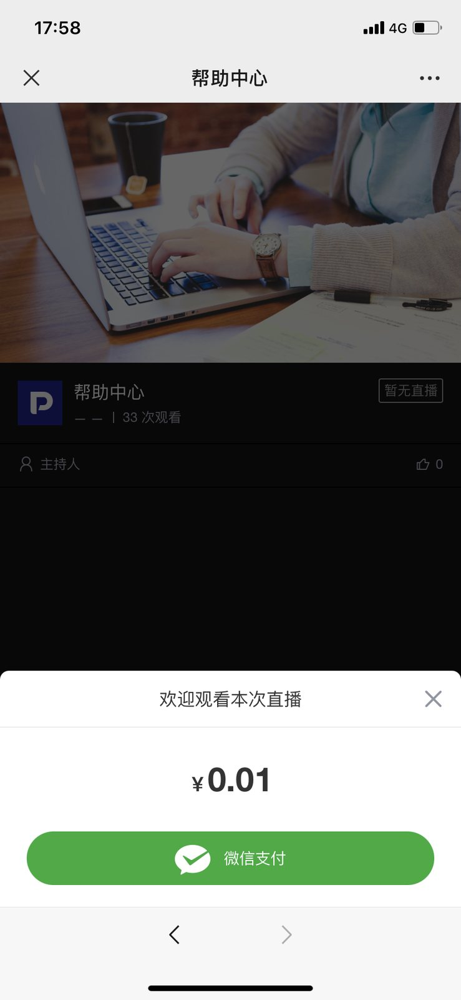 17:58
4G
帮助中心
帮助中心
暂无直播
— — | 33 次观看
主持人
0
欢迎观看本次直播
¥0.01
微信支付